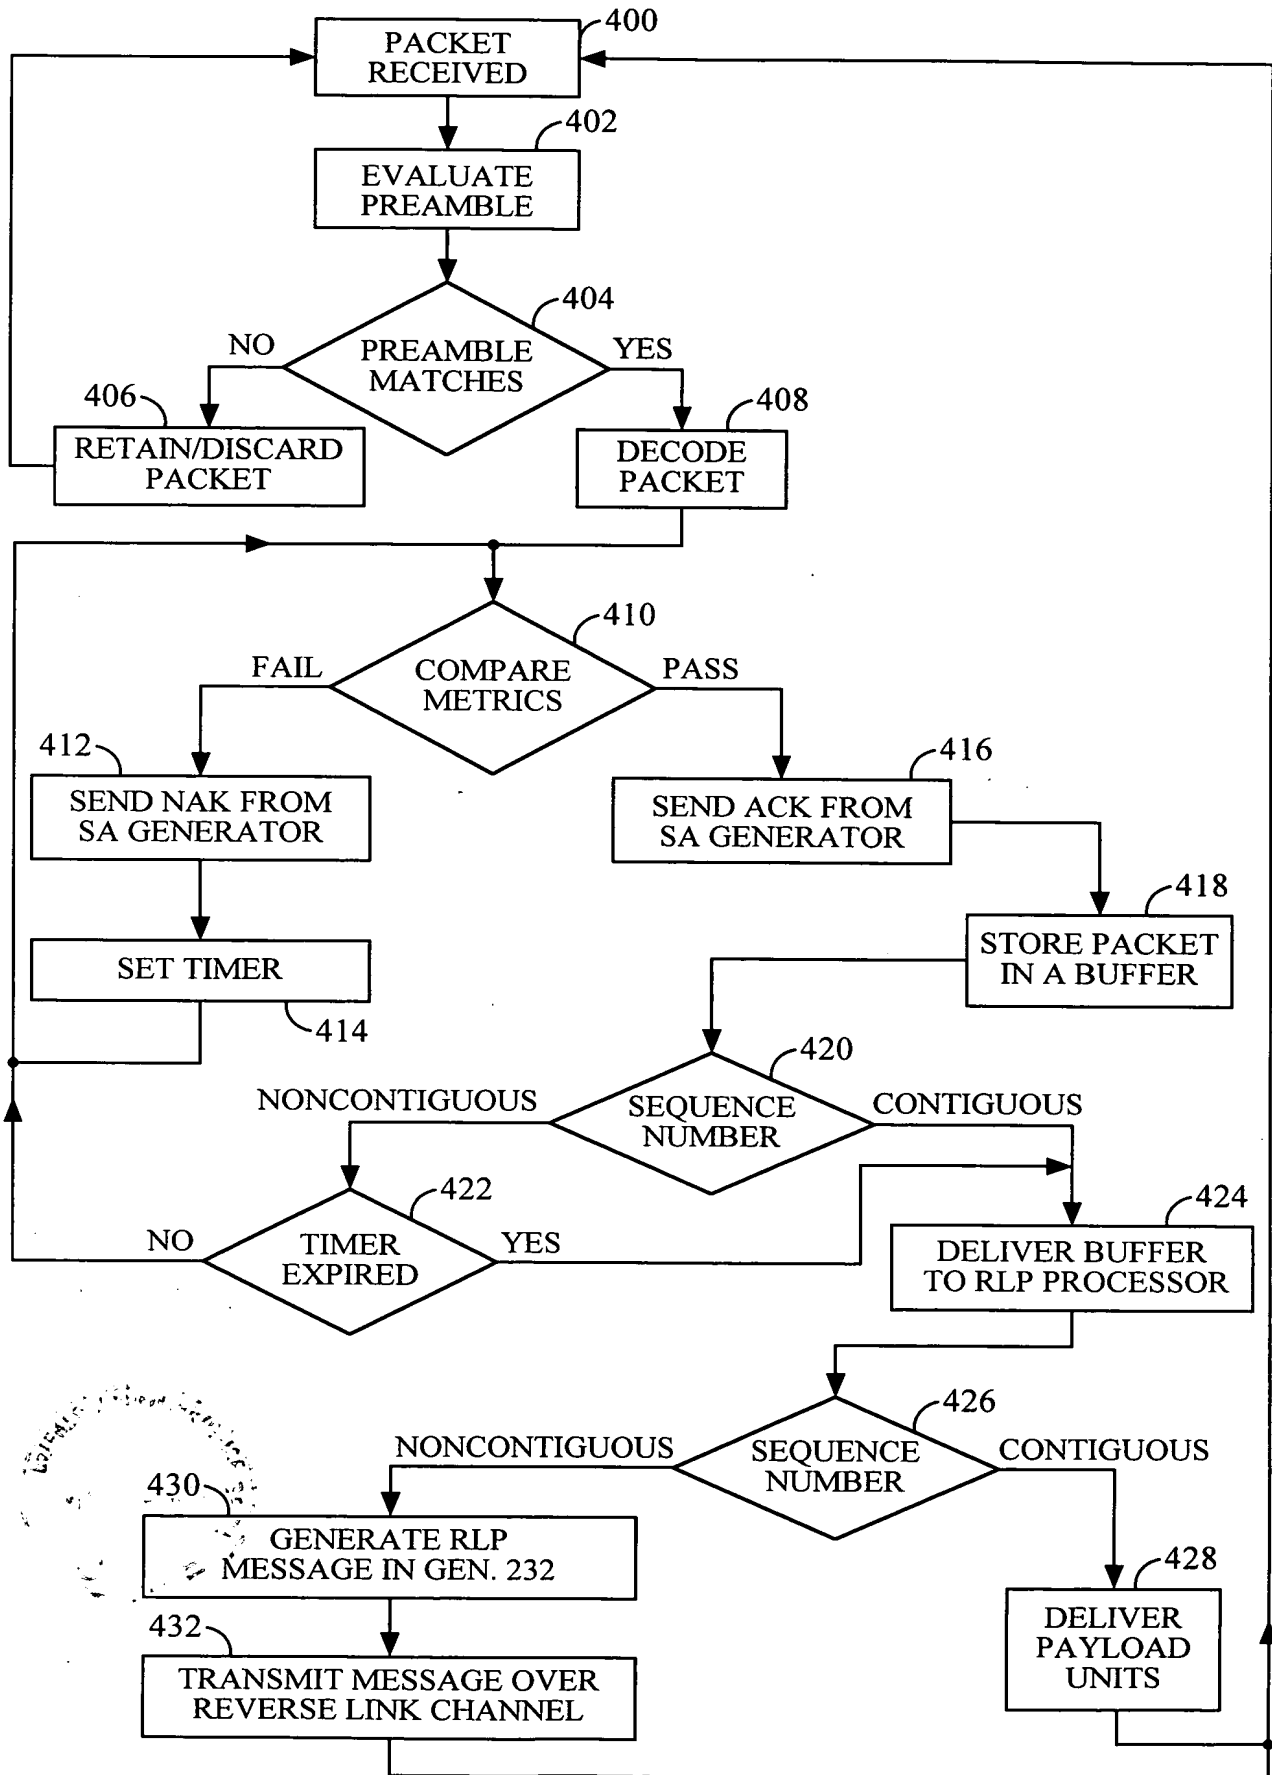 400
PACKET
RECEIVED
402
EVALUATE
PREAMBLE
404
NO
PREAMBLE
MATCHES
YES
406
RETAIN/DISCARD
PACKET
408
DECODE
PACKET
410
FAIL
COMPARE
METRICS
PASS
412
SEND NAK FROM
SA GENERATOR
416
SEND ACK FROM
SA GENERATOR
418
STORE PACKET
IN A BUFFER
SET TIMER
414
420
NONCONTIGUOUS
SEQUENCE
NUMBER
CONTIGUOUS
422
NO
TIMER
EXPIRED
YES
424
DELIVER BUFFER
TO RLP PROCESSOR
426
NONCONTIGUOUS
SEQUENCE
NUMBER
CONTIGUOUS
430
GENERATE RLP
MESSAGE IN GEN. 232
428
DELIVER
PAYLOAD
UNITS
432
TRANSMIT MESSAGE OVER
REVERSE LINK CHANNEL